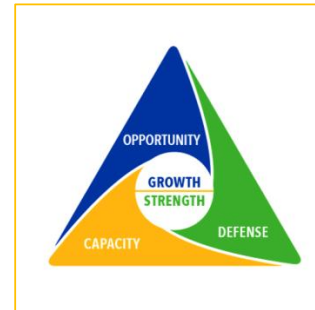 OPPORTUNITY
GROWTH
STRENGTH
DEFENSE
CAPACITY